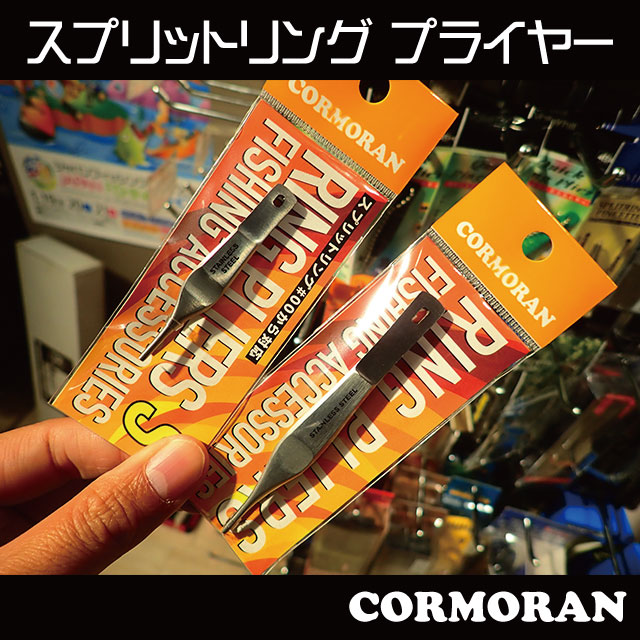 スプリットリング プライヤー
CORMORAN
RING PLIERS
FISHING ACCESSORIES
スプリットリング#00から対応
STAINLESS
STEEL
S
CORMORAN
RING PLIERS
FISHING ACCESSORIES
STAINLESS STEEL
CORMORAN